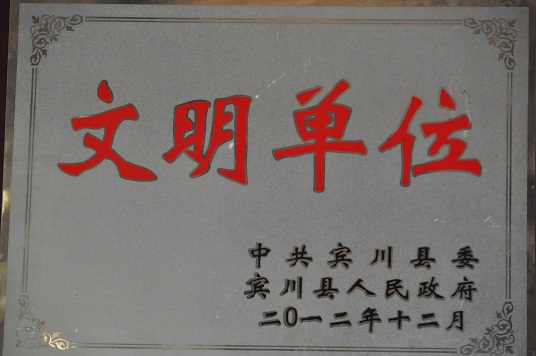 文明单位
中共宾川县委
宾川县人民政府
二0一二年十二月